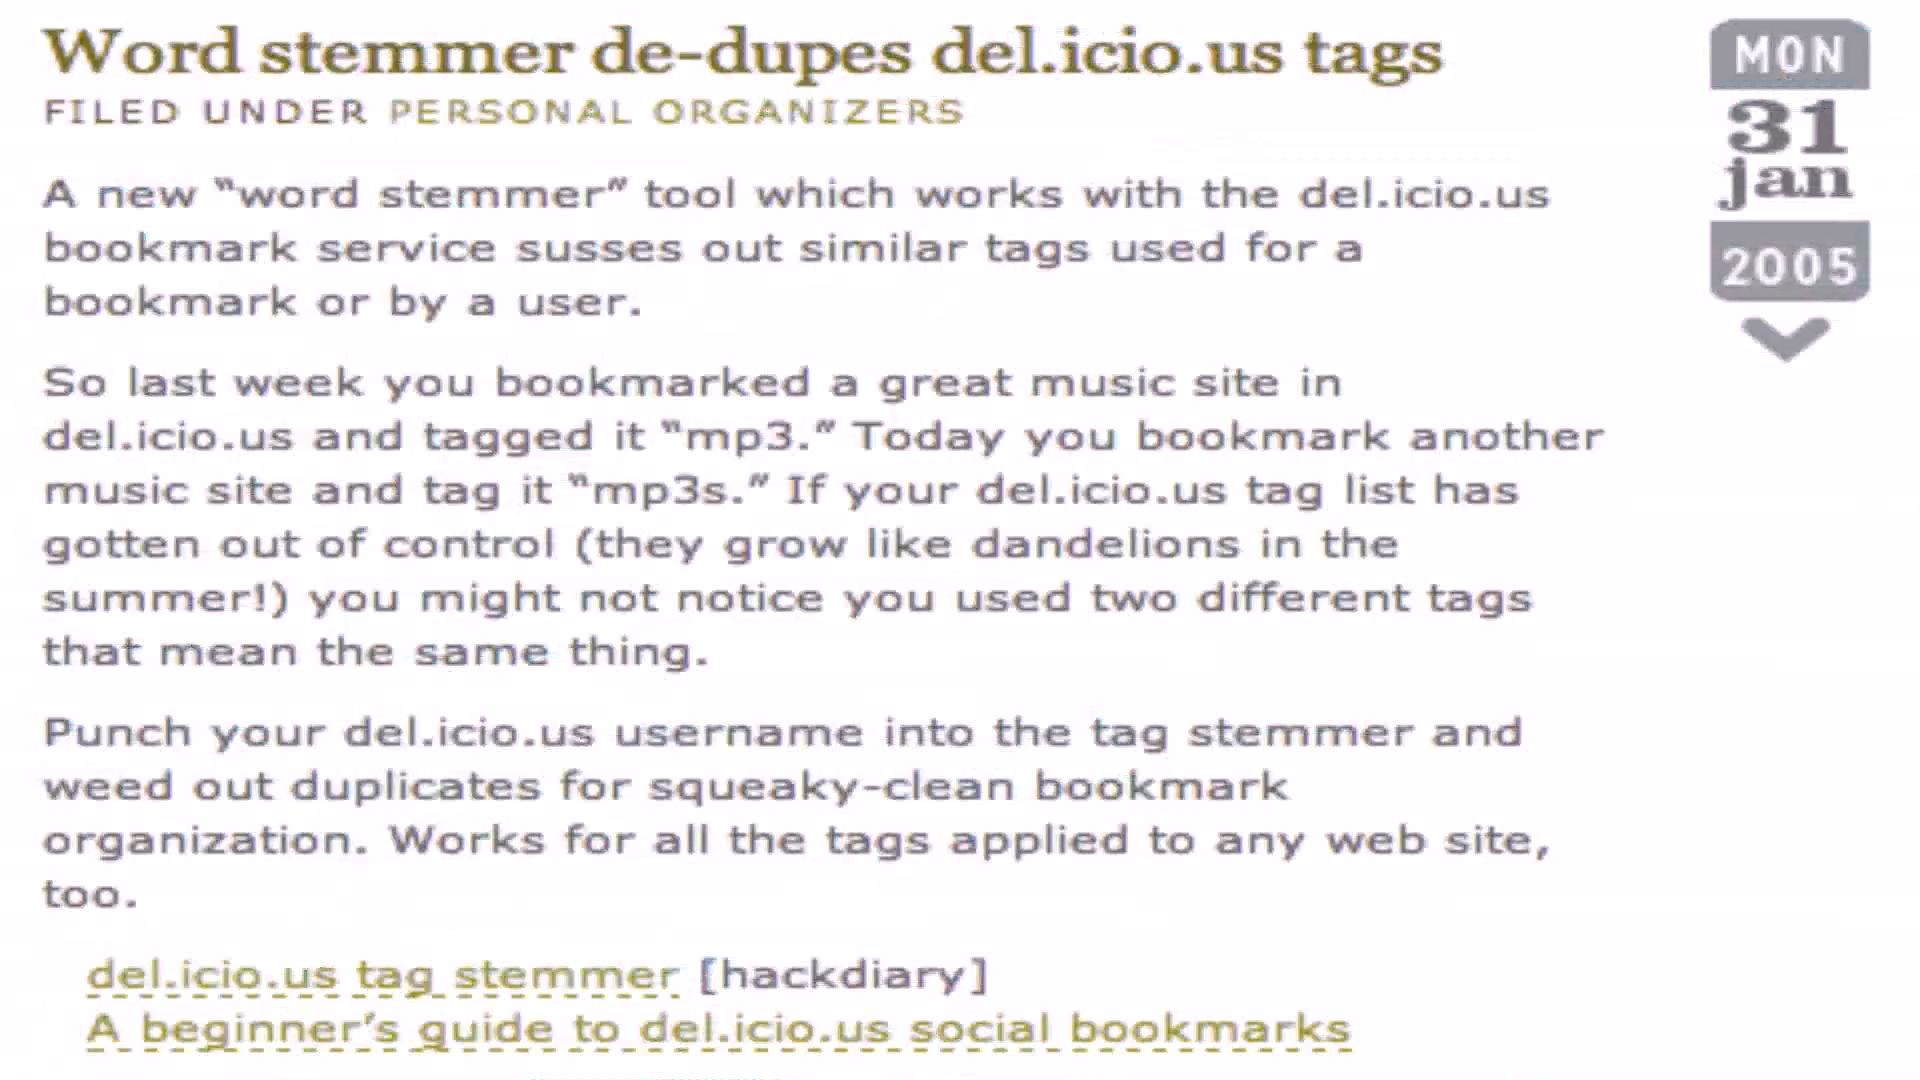 Word stemmer de-dupes del.icio.us tags
FILED UNDER PERSONAL ORGANIZERS
MON
31
jan
2005
A new “word stemmer” tool which works with the del.icio.us
bookmark service susses out similar tags used for a
bookmark or by a user.
So last week you bookmarked a great music site in
del.icio.us and tagged it “mp3.” Today you bookmark another
music site and tag it “mp3s.” If your del.icio.us tag list has
gotten out of control (they grow like dandelions in the
summer!) you might not notice you used two different tags
that mean the same thing.
Punch your del.icio.us username into the tag stemmer and
weed out duplicates for squeaky-clean bookmark
organization. Works for all the tags applied to any web site,
too.
del.icio.us tag stemmer [hackdiary]
A beginner’s guide to del.icio.us social bookmarks